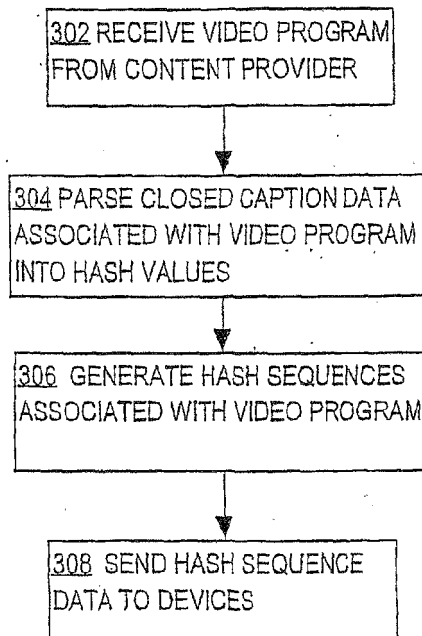 302 RECEIVE VIDEO PROGRAM
FROM CONTENT PROVIDER
304 PARSE CLOSED CAPTION DATA
ASSOCIATED WITH VIDEO PROGRAM
INTO HASH VALUES
306 GENERATE HASH SEQUENCES
ASSOCIATED WITH VIDEO PROGRAM
308 SEND HASH SEQUENCE
DATA TO DEVICES